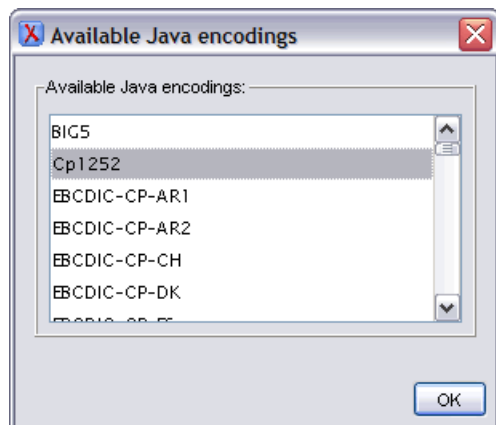 Available Java encodings
Available Java encodings:
BIG5
Cp1252
EBCDIC-CP-AR1
EBCDIC-CP-AR2
EBCDIC-CP-CH
EBCDIC-CP-DK
OK